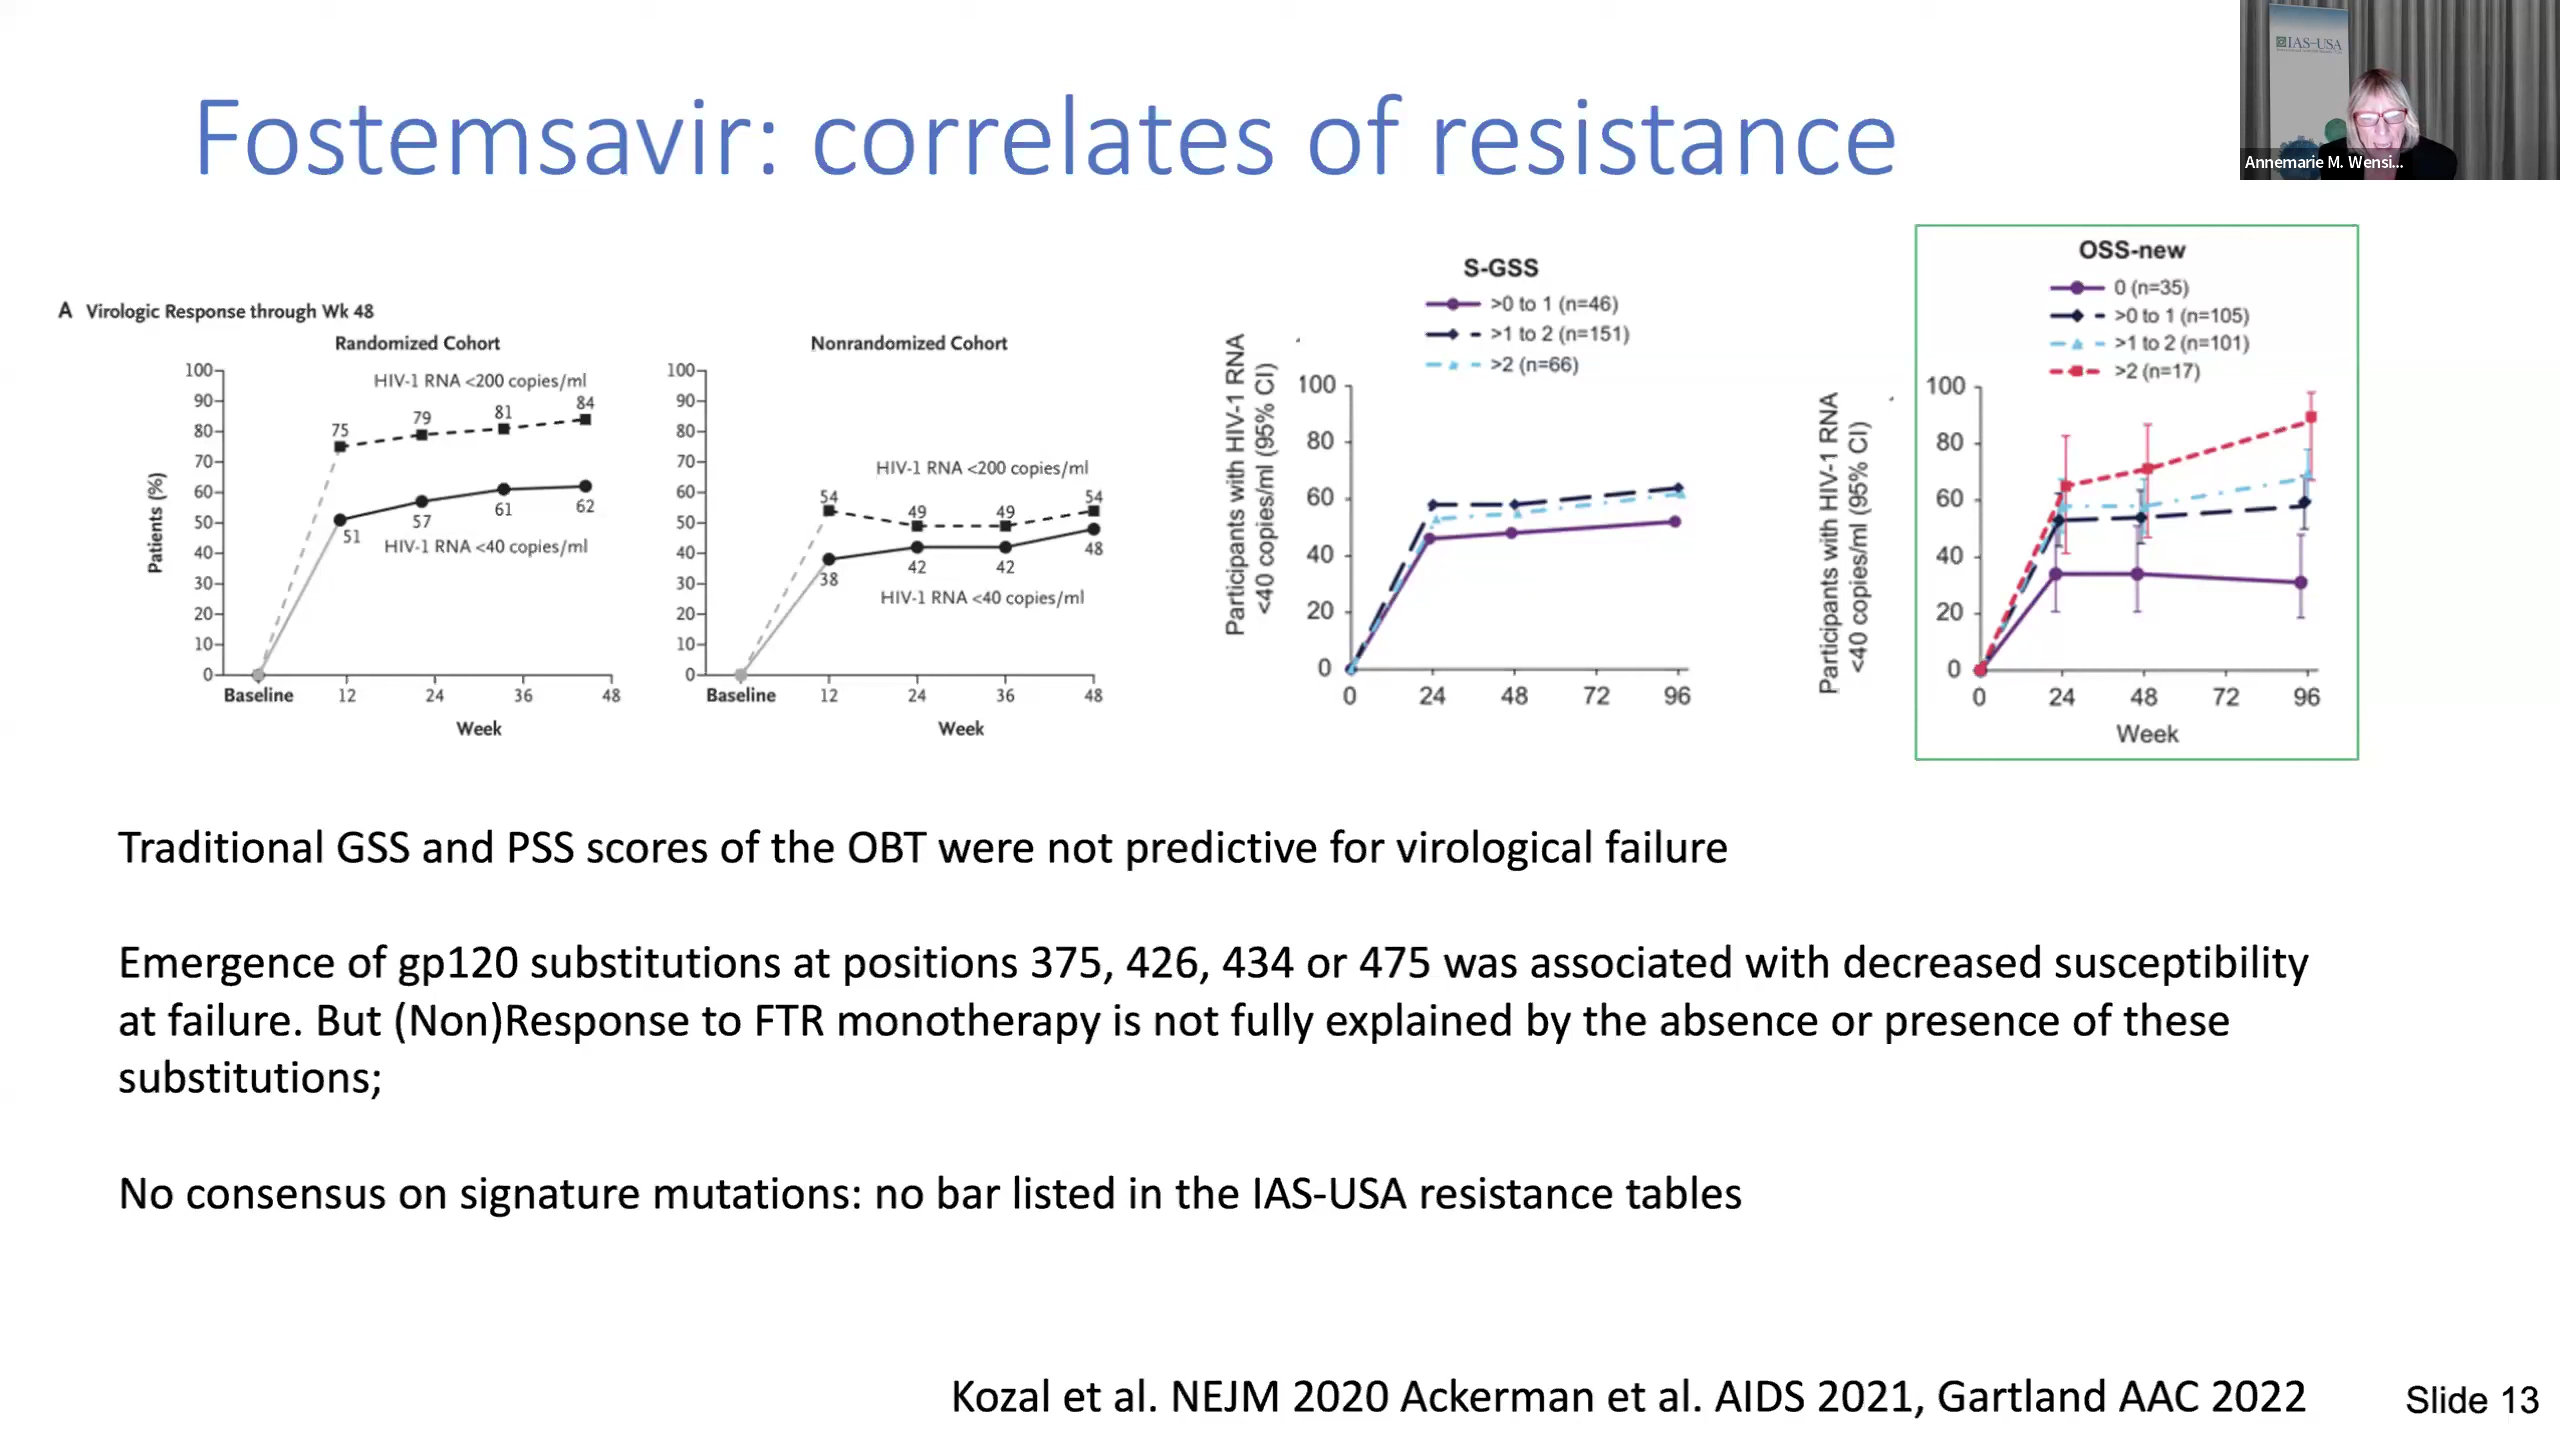 IAS–USA
Annemarie M. Wensi...
Fostemsavir: correlates of resistance
A Virologic Response through Wk 48
Randomized Cohort
Patients (%)
100
90
80
70
60
50
40
30
20
10
0
HIV-1 RNA <200 copies/ml
75
79
81
84
51
57
61
62
HIV-1 RNA <40 copies/ml
Baseline 12 24 36 48
Week
Nonrandomized Cohort
100
90
80
70
60
50
40
30
20
10
0
HIV-1 RNA <200 copies/ml
54
49
49
54
38
42
42
48
HIV-1 RNA <40 copies/ml
Baseline 12 24 36 48
Week
S-GSS
>0 to 1 (n=46)
>1 to 2 (n=151)
>2 (n=66)
Participants with HIV-1 RNA
<40 copies/ml (95% CI)
100
80
60
40
20
0
0 24 48 72 96
OSS-new
0 (n=35)
>0 to 1 (n=105)
>1 to 2 (n=101)
>2 (n=17)
Participants with HIV-1 RNA
<40 copies/ml (95% CI)
100
80
60
40
20
0
0 24 48 72 96
Week
Traditional GSS and PSS scores of the OBT were not predictive for virological failure
Emergence of gp120 substitutions at positions 375, 426, 434 or 475 was associated with decreased susceptibility
at failure. But (Non)Response to FTR monotherapy is not fully explained by the absence or presence of these
substitutions;
No consensus on signature mutations: no bar listed in the IAS-USA resistance tables
Kozal et al. NEJM 2020 Ackerman et al. AIDS 2021, Gartland AAC 2022
Slide 13